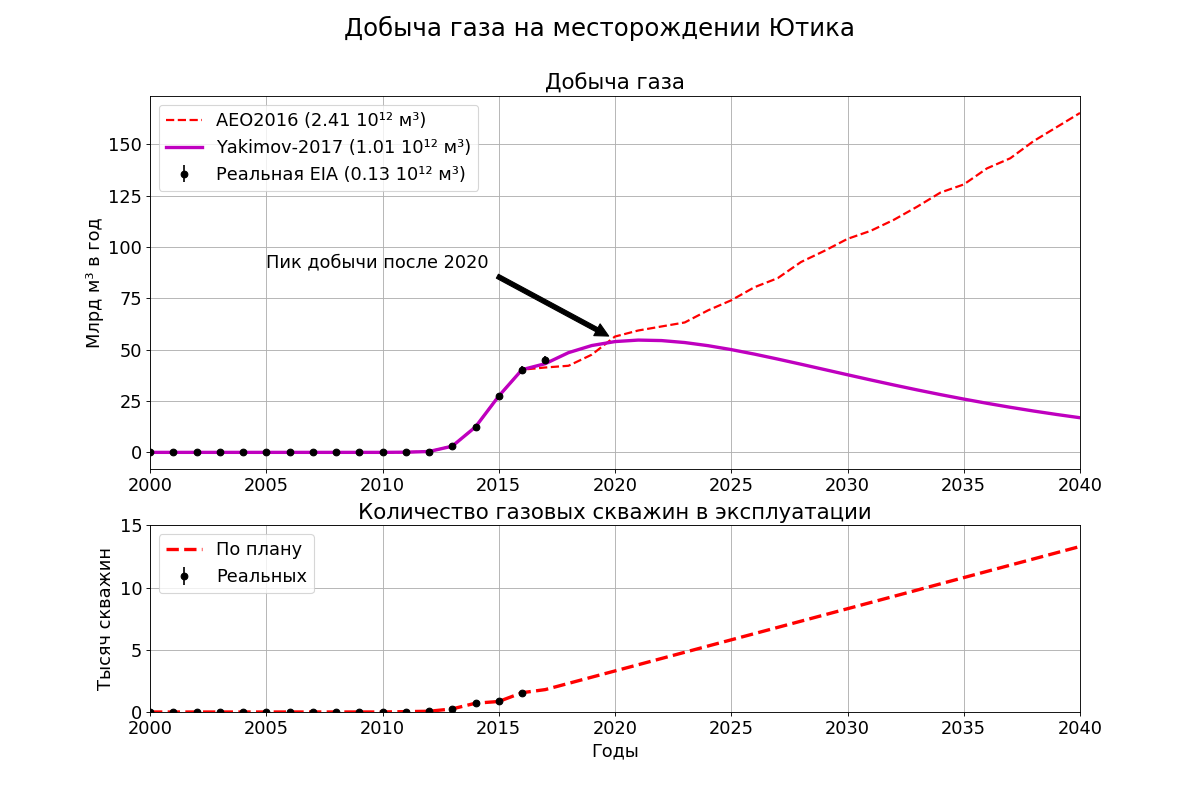 Добыча газа на месторождении Ютика
Добыча газа
AEO2016 (2.41 10¹² м³)
Yakimov-2017 (1.01 10¹² м³)
Реальная EIA (0.13 10¹² м³)
Пик добычи после 2020
Млрд м³ в год
150
125
100
75
50
25
0
2000 2005 2010 2015 2020 2025 2030 2035 2040
Количество газовых скважин в эксплуатации
По плану
Реальных
Тысяч скважин
15
10
5
0
2000 2005 2010 2015 2020 2025 2030 2035 2040
Годы